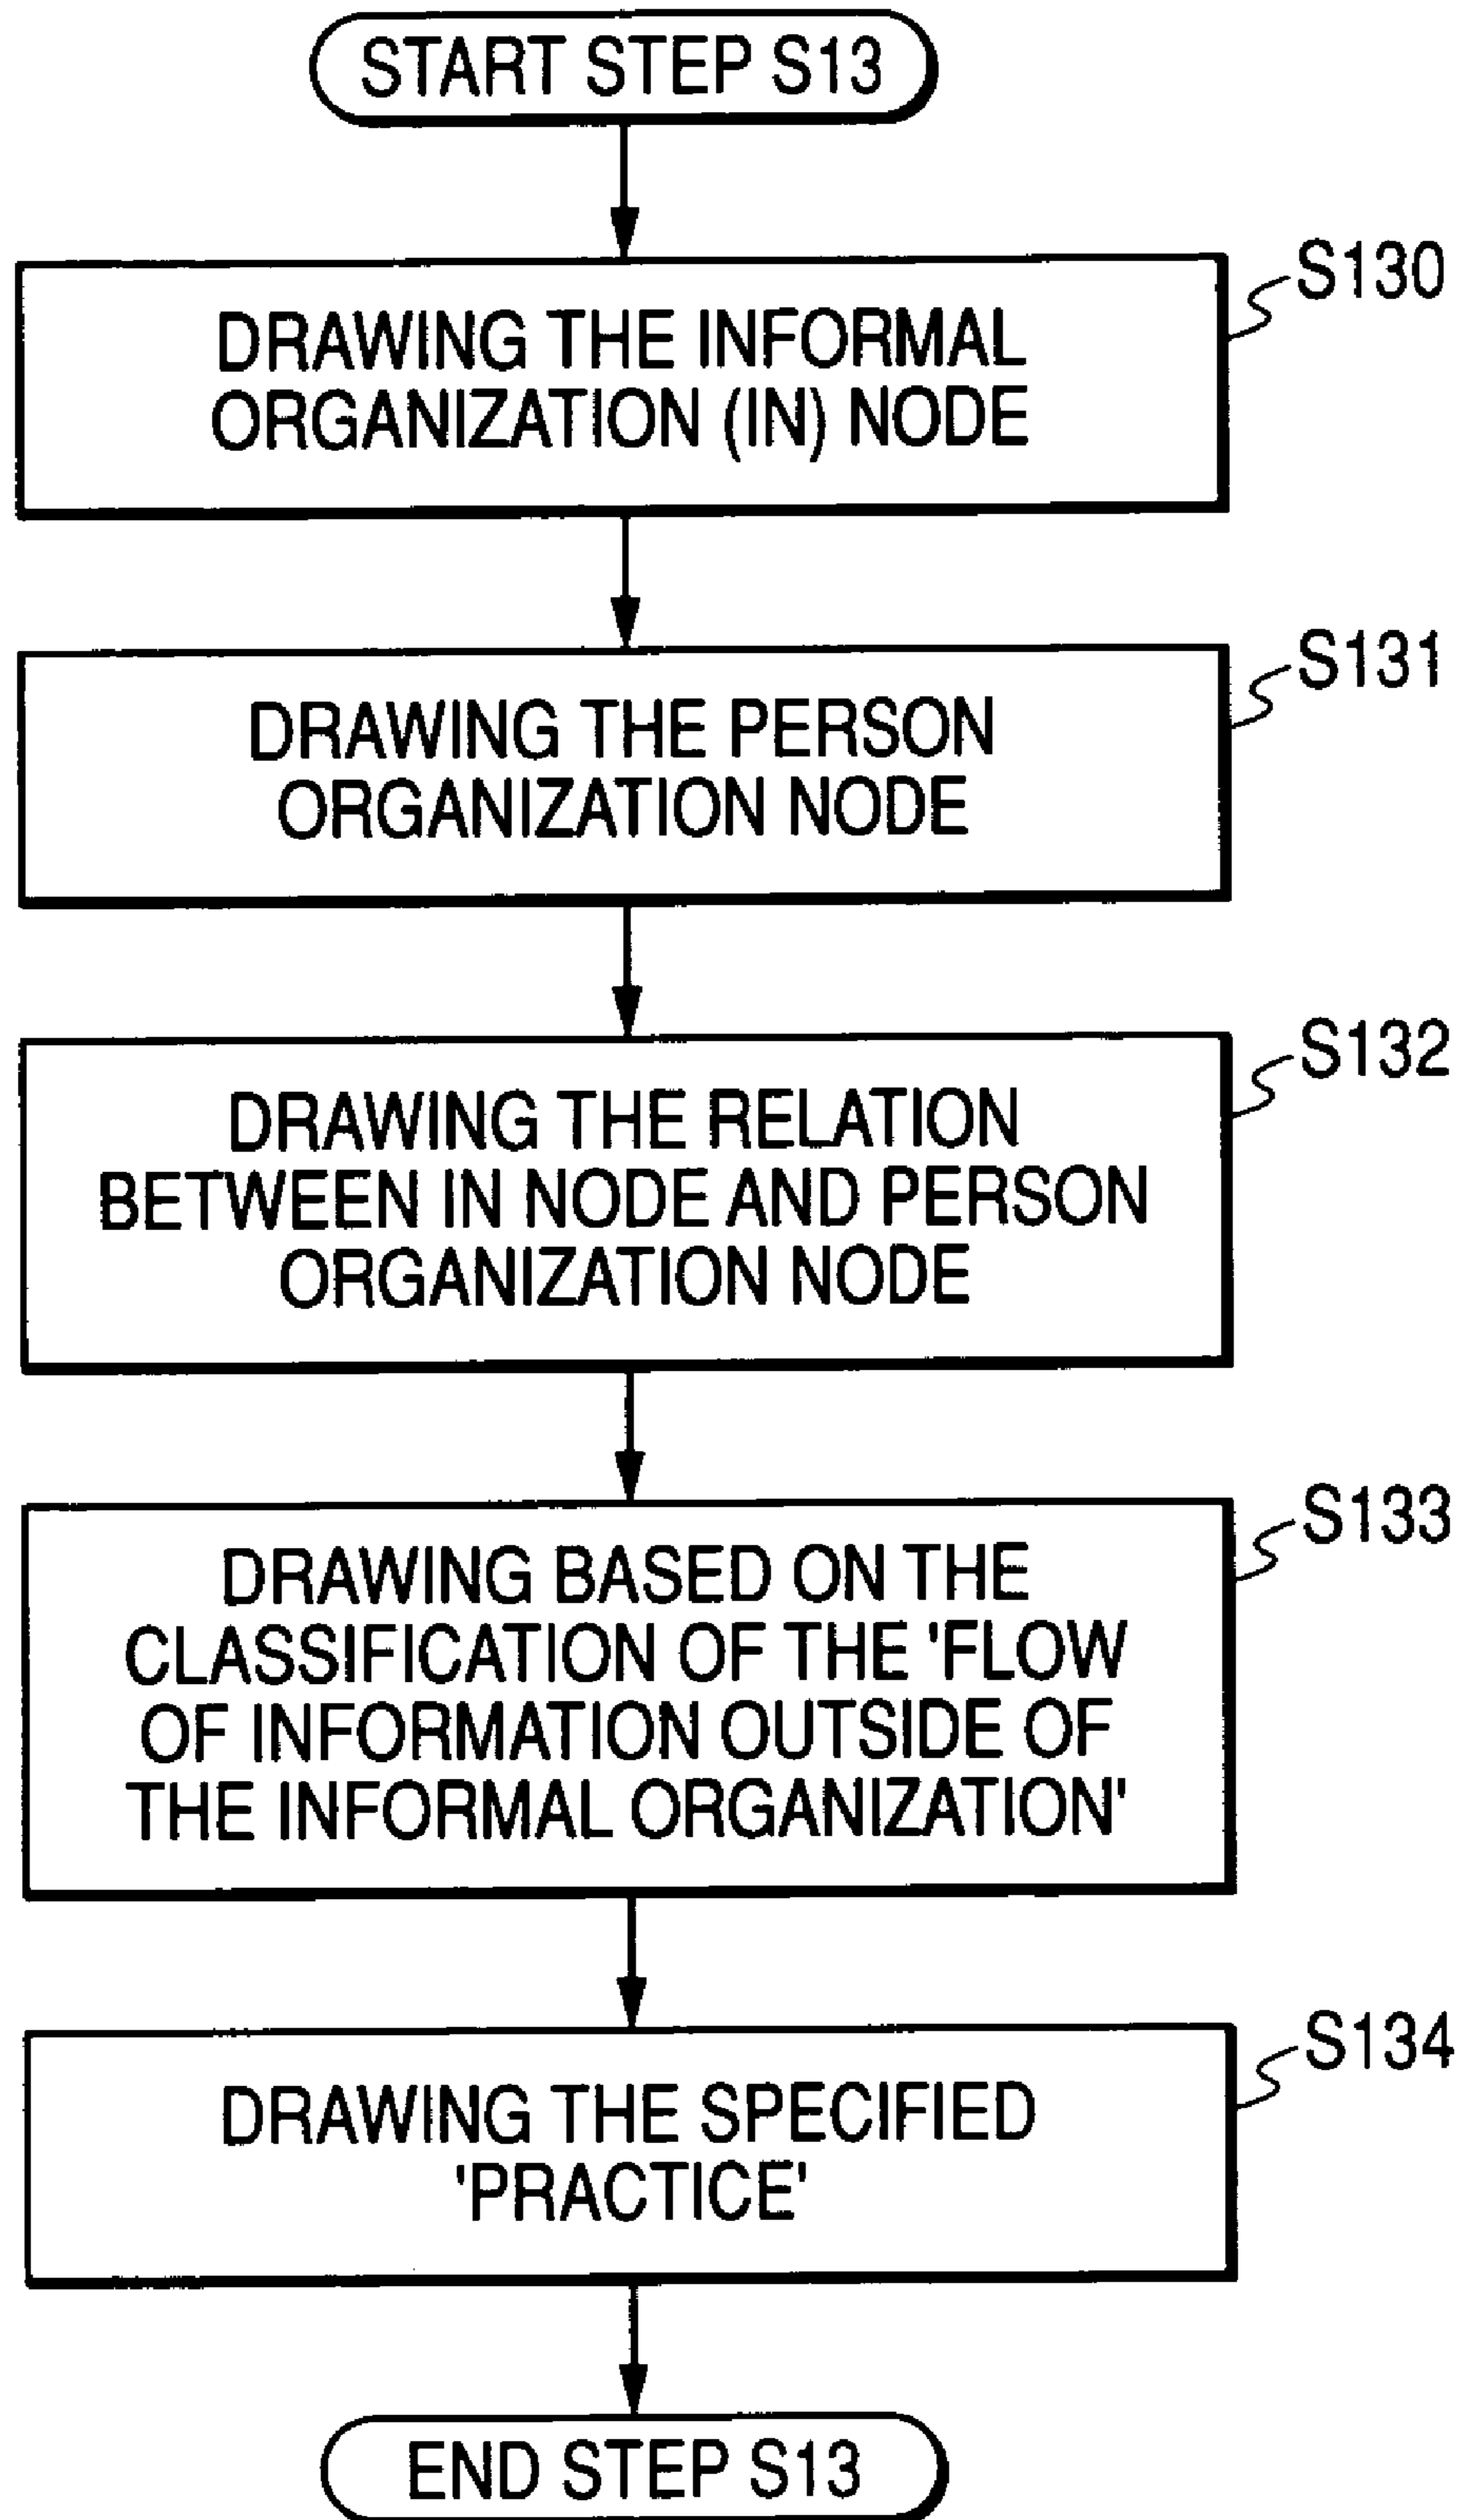 START STEP S13
S130
DRAWING THE INFORMAL
ORGANIZATION (IN) NODE
S131
DRAWING THE PERSON
ORGANIZATION NODE
S132
DRAWING THE RELATION
BETWEEN IN NODE AND PERSON
ORGANIZATION NODE
S133
DRAWING BASED ON THE
CLASSIFICATION OF THE 'FLOW
OF INFORMATION OUTSIDE OF
THE INFORMAL ORGANIZATION'
S134
DRAWING THE SPECIFIED
'PRACTICE'
END STEP S13